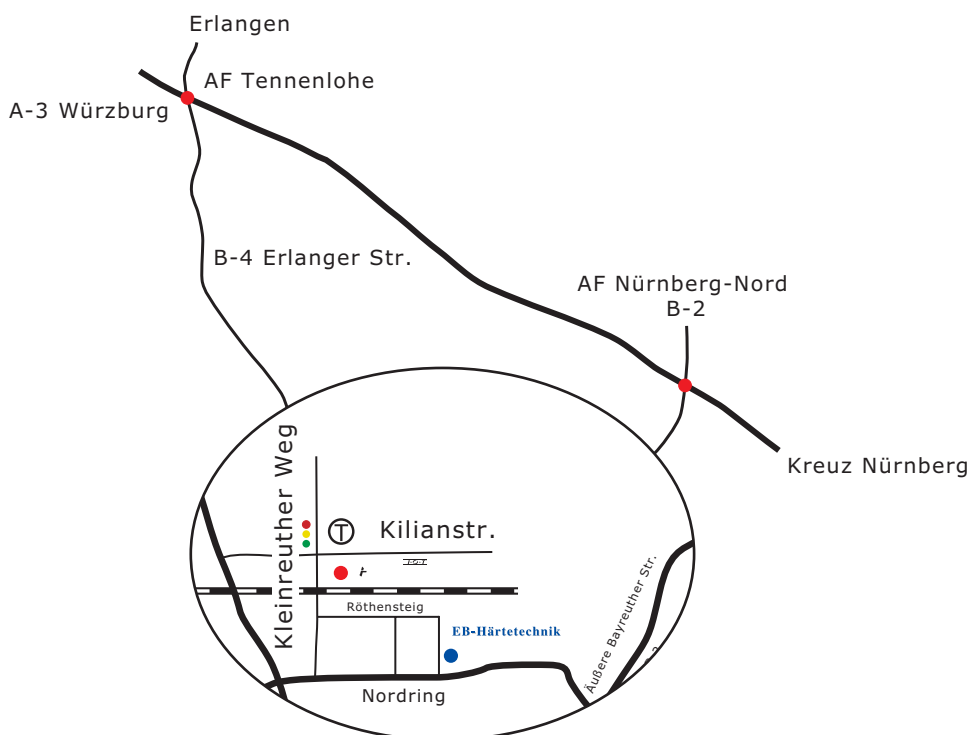 Erlangen
AF Tennenlohe
A-3 Würzburg
B-4 Erlanger Str.
AF Nürnberg-Nord
B-2
Kreuz Nürnberg
Kleinreuther Weg
T
Kilianstr.
Röthensteig
EB-Härtetechnik
Äußere Bayreuther Str.
Nordring